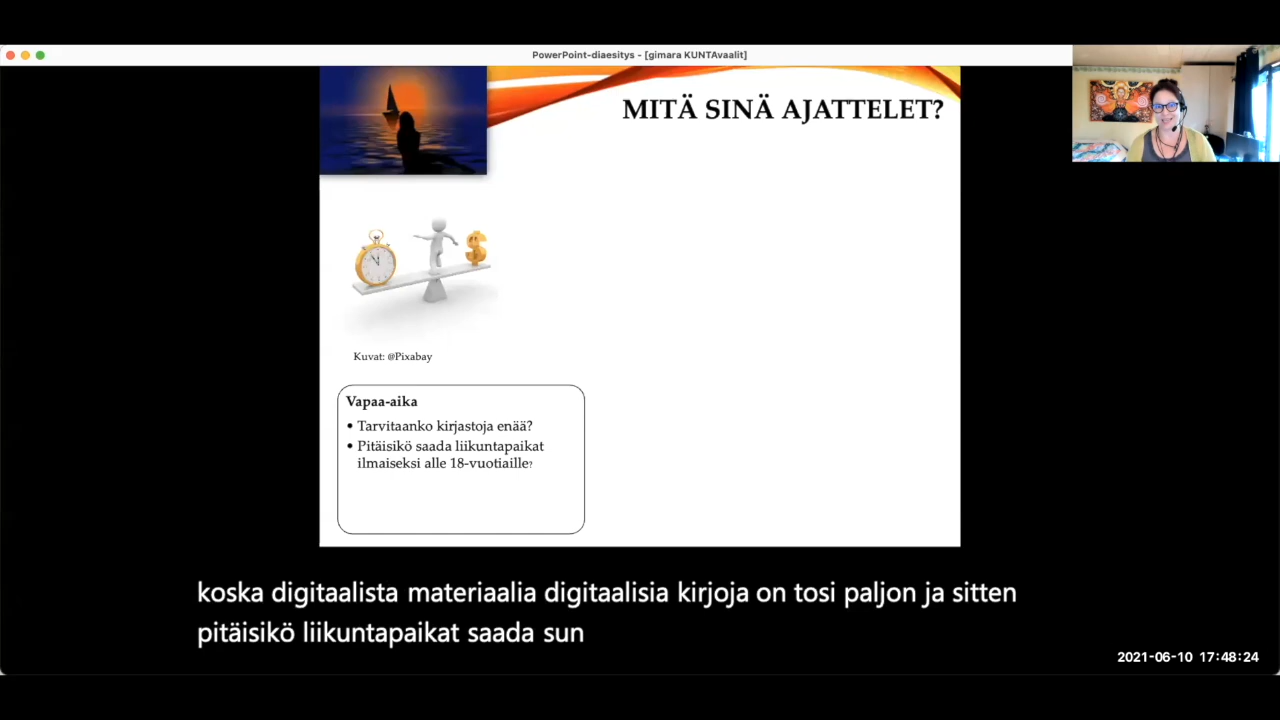 PowerPoint-diaesitys - [gimara KUNTAvaalit]
MITÄ SINÄ AJATTELET?
Kuvat: @Pixabay
Vapaa-aika
• Tarvitaanko kirjastoja enää?
• Pitäisikö saada liikuntapaikat
ilmaiseksi alle 18-vuotiaille?
koska digitaalista materiaalia digitaalisia kirjoja on tosi paljon ja sitten
pitäisikö liikuntapaikat saada sun
2021-06-10 17:48:24